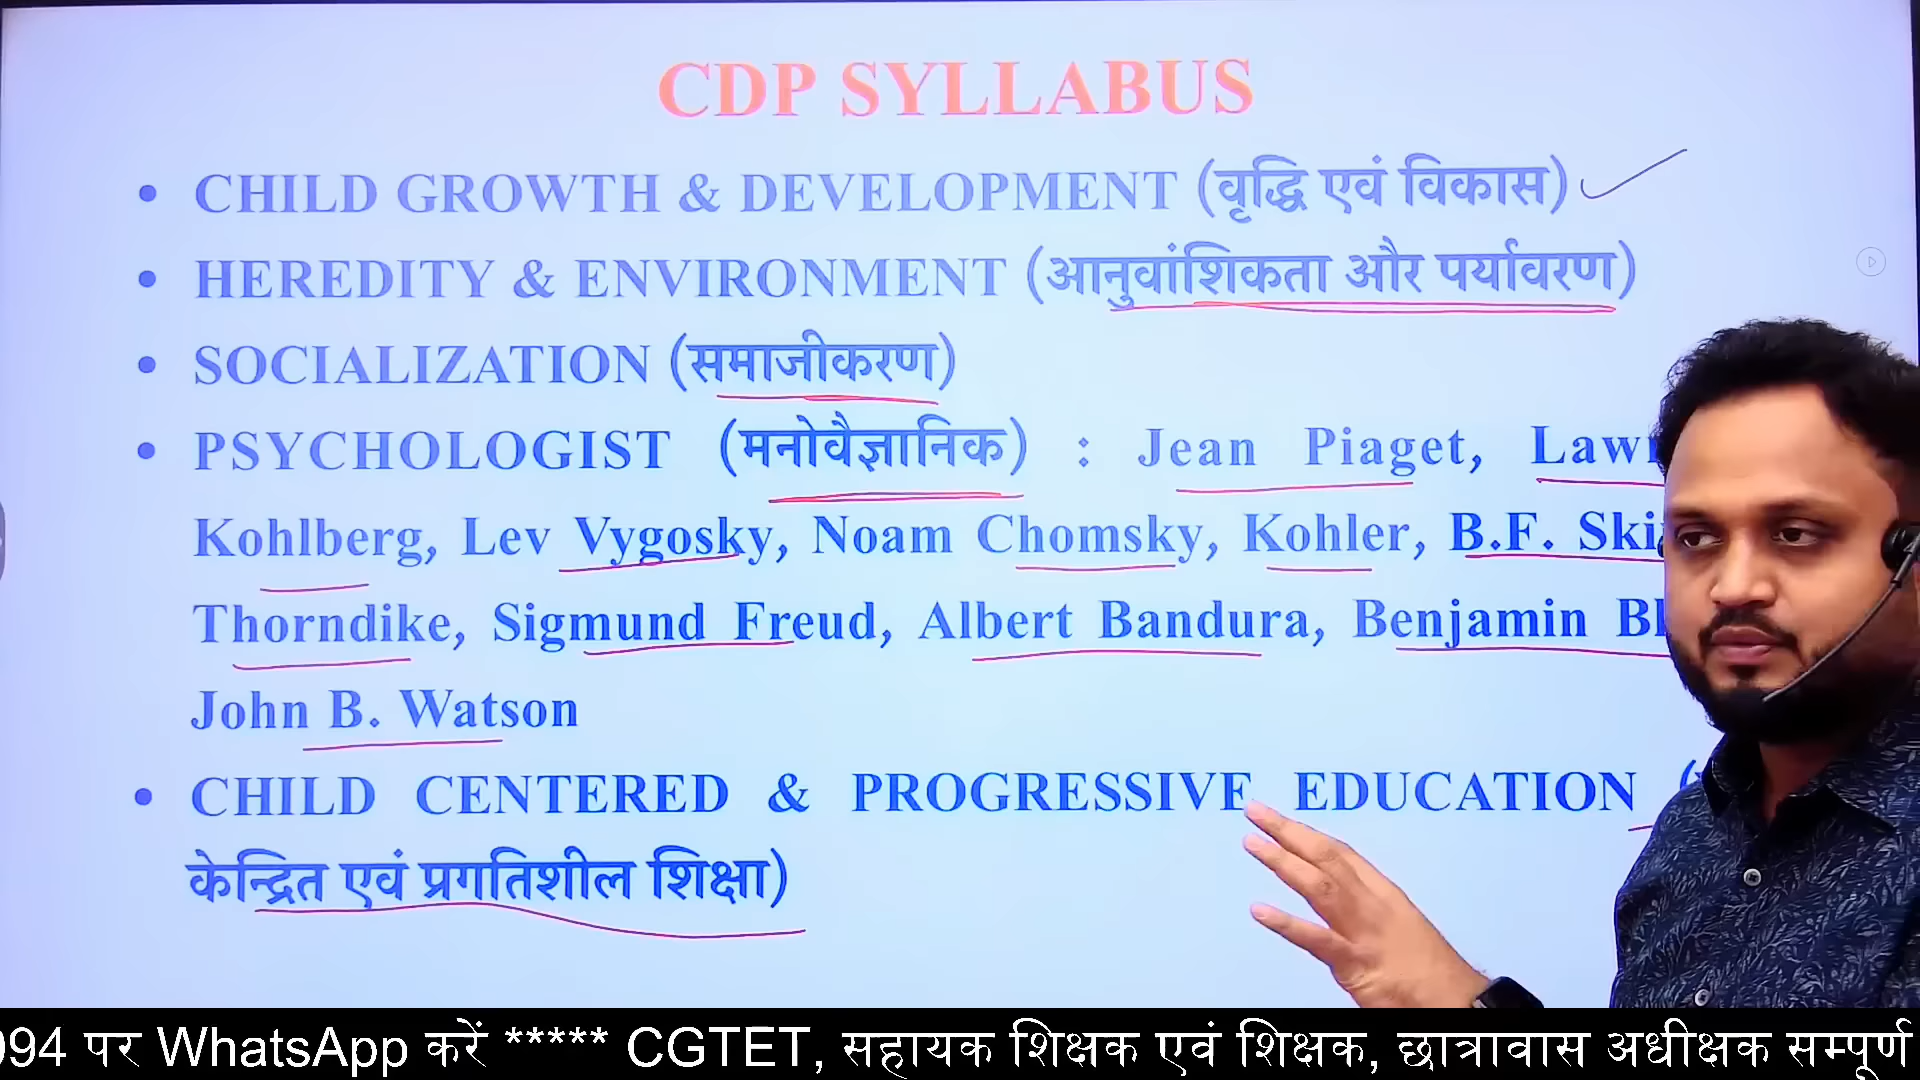 CDP SYLLABUS
• CHILD GROWTH & DEVELOPMENT (वृद्धि एवं विकास)
• HEREDITY & ENVIRONMENT (आनुवांशिकता और पर्यावरण)
• SOCIALIZATION (समाजीकरण)
• PSYCHOLOGIST (मनोवैज्ञानिक) : Jean Piaget,
Kohlberg, Lev Vygosky, Noam Chomsky, Kohler, B.F.
Thorndike, Sigmund Freud, Albert Bandura, Benjamin
John B. Watson
• CHILD CENTERED & PROGRESSIVE EDUCATION
केन्द्रित एवं प्रगतिशील शिक्षा)
094 पर WhatsApp करें ***** CGTET, सहायक शिक्षक एवं शिक्षक, छात्रावास अधीक्षक सम्पूर्ण